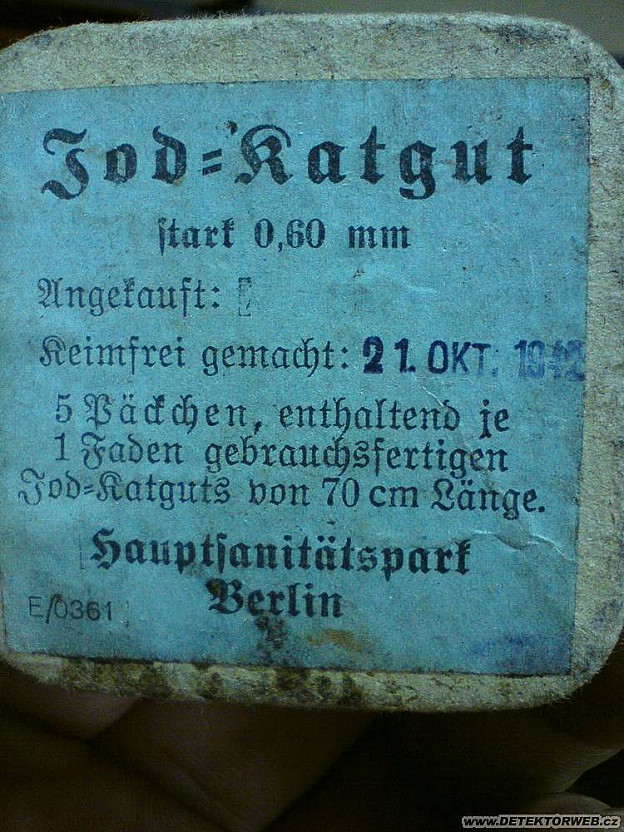 Jod=Katgut
stark 0,60 mm
Angekauft:
Keimfrei gemacht: 21. OKT. 1942
5 Päckchen, enthaltend je
1 Faden gebrauchsfertigen
Jod=Katguts von 70 cm Länge.
Hauptsanitätspark
Berlin
E/0361
www.DETEKTORWEB.cz